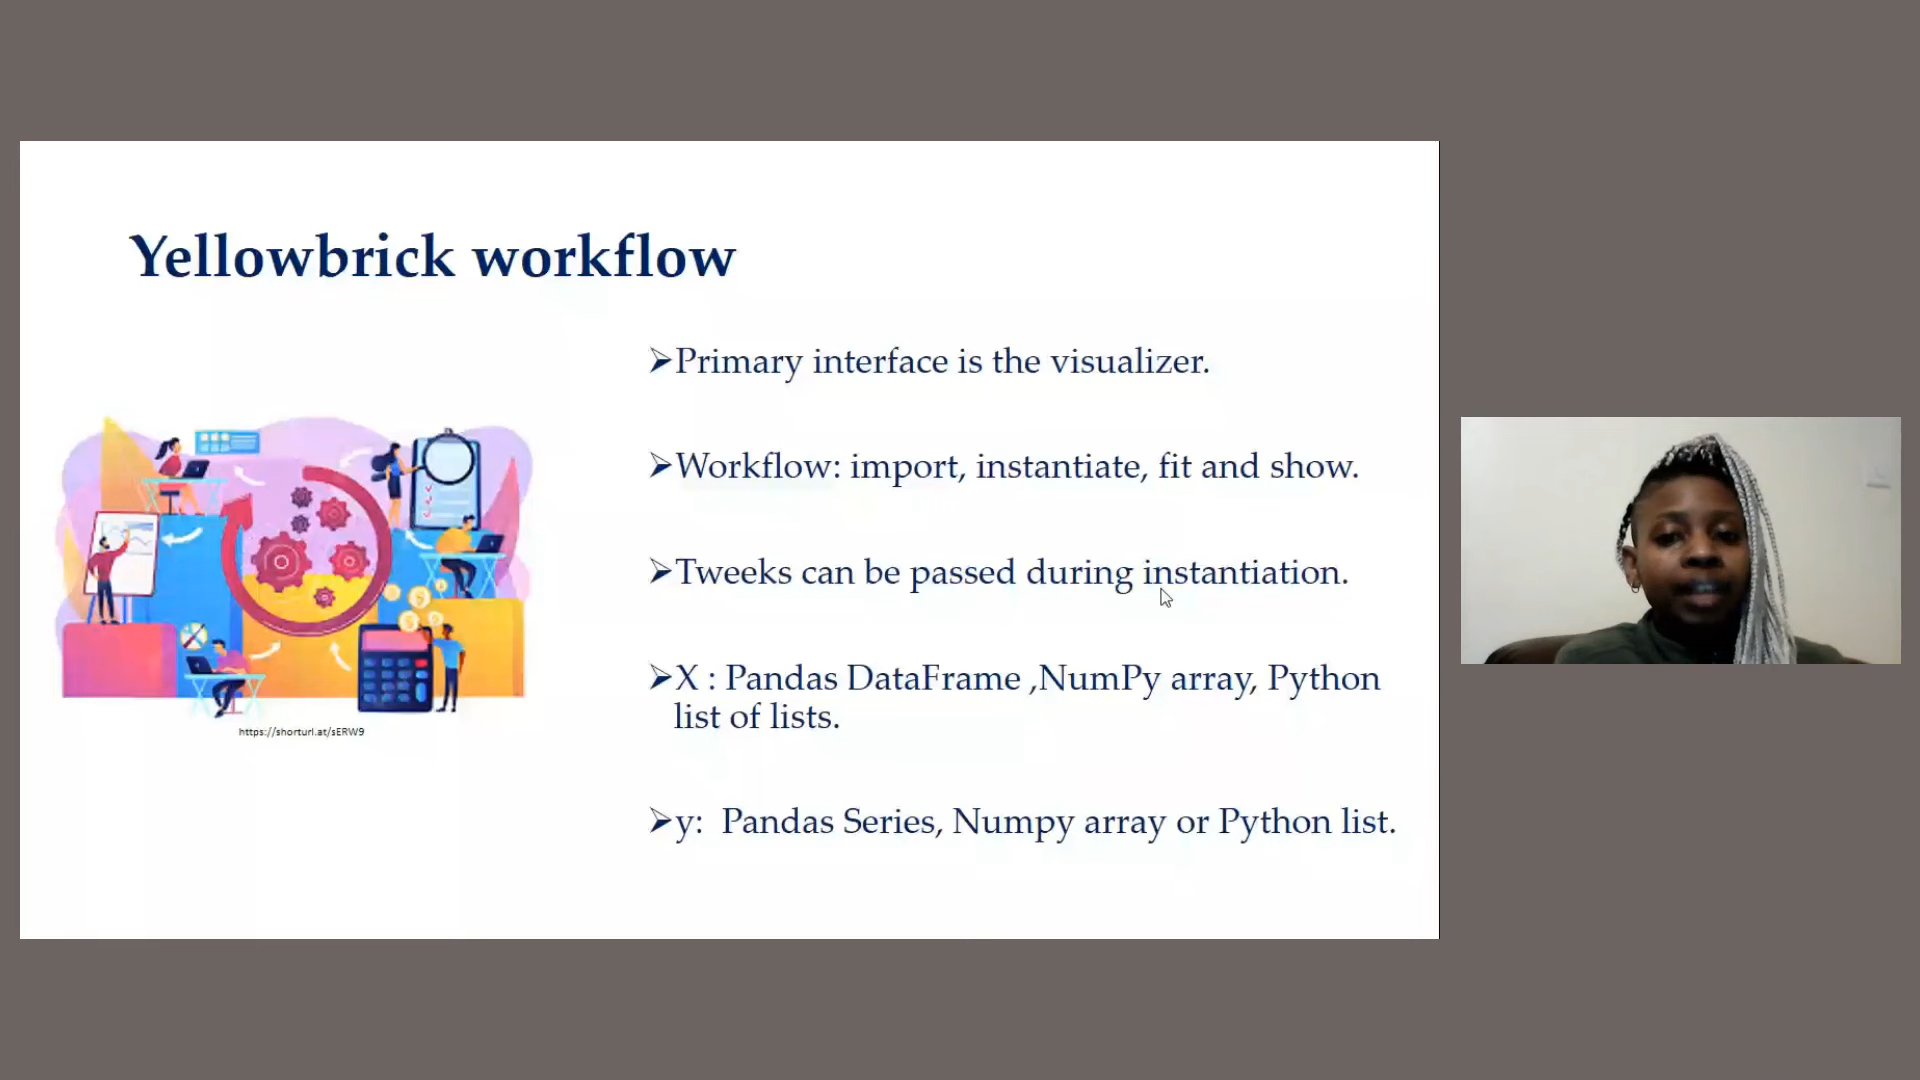 Yellowbrick workflow
➢Primary interface is the visualizer.
➢Workflow: import, instantiate, fit and show.
➢Tweeks can be passed during instantiation.
➢X : Pandas DataFrame ,NumPy array, Python
list of lists.
➢y:  Pandas Series, Numpy array or Python list.
https://shorturl.at/sERW9